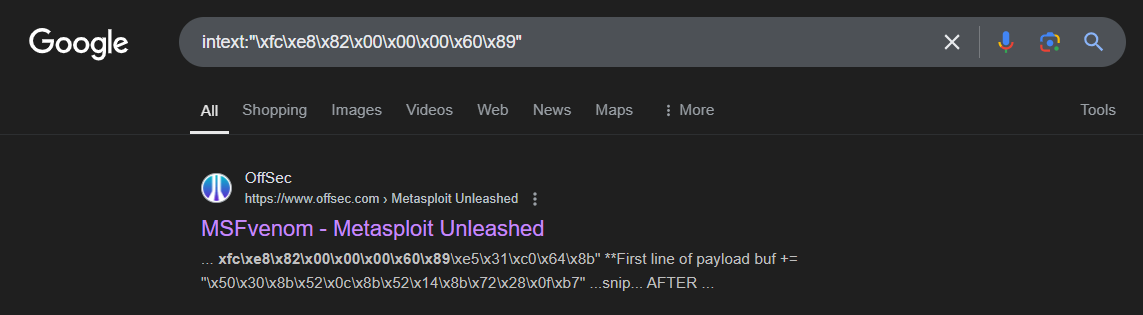 Google
intext:"\xfc\xe8\x82\x00\x00\x00\x60\x89"
All Shopping Images Videos Web News Maps More Tools
OffSec
https://www.offsec.com › Metasploit Unleashed
MSFvenom - Metasploit Unleashed
... xfc\xe8\x82\x00\x00\x00\x60\x89\xe5\x31\xc0\x64\x8b" **First line of payload buf +=
"\x50\x30\x8b\x52\x0c\x8b\x52\x14\x8b\x72\x28\x0f\xb7" ...snip... AFTER ...